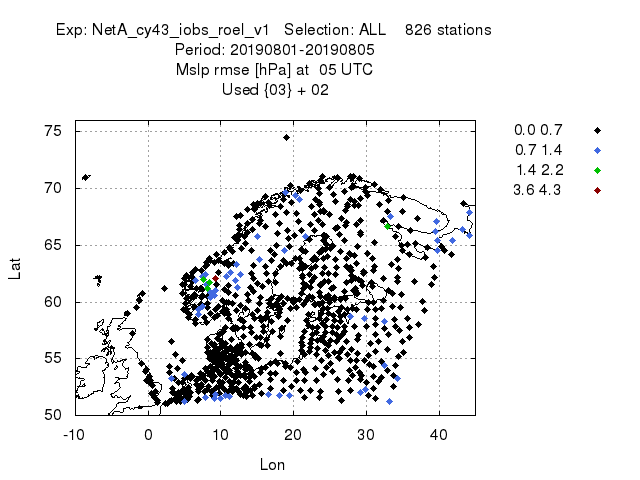 Exp: NetA_cy43_iobs_roel_v1 Selection: ALL 826 stations
Period: 20190801-20190805
Mslp rmse [hPa] at 05 UTC
Used {03} + 02
0.0 0.7
0.7 1.4
1.4 2.2
3.6 4.3
75
70
65
60
55
50
Lat
-10 0 10 20 30 40
Lon